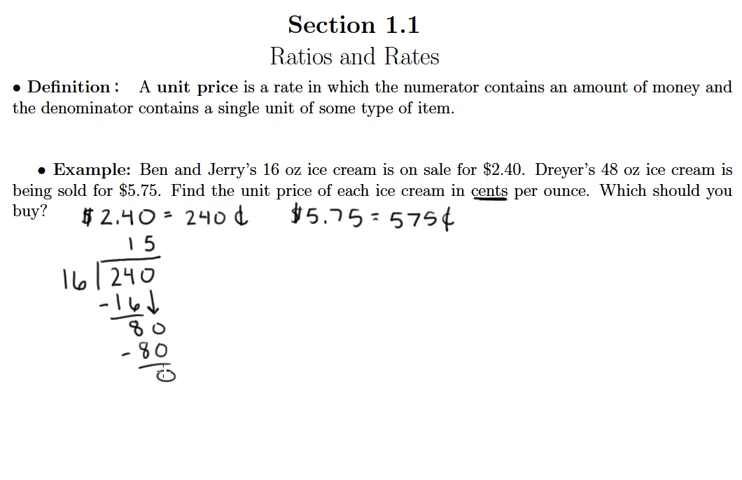 Section 1.1
Ratios and Rates
• Definition: A unit price is a rate in which the numerator contains an amount of money and
the denominator contains a single unit of some type of item.
• Example: Ben and Jerry's 16 oz ice cream is on sale for $2.40. Dreyer's 48 oz ice cream is
being sold for $5.75. Find the unit price of each ice cream in cents per ounce. Which should you
buy? $2.40 = 240¢ $5.75 = 575¢
15
16 240
-16↓
80
-80
0